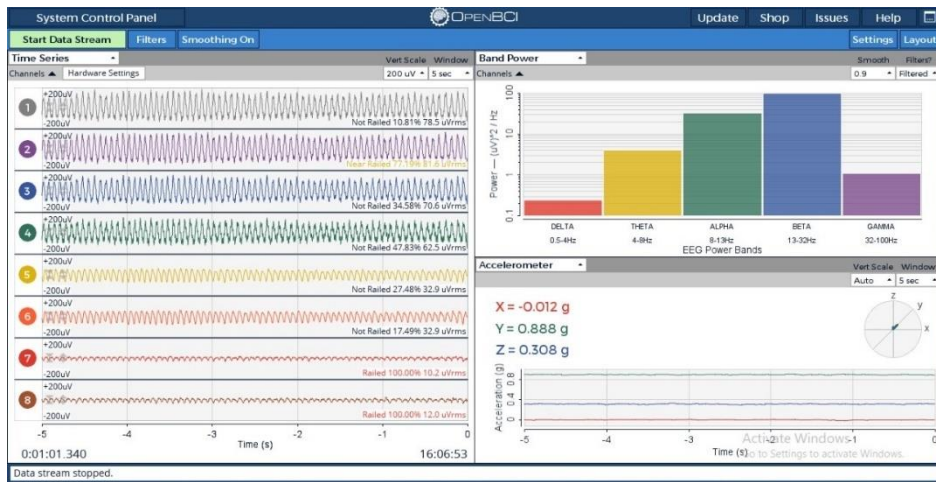 System Control Panel OPENBCI Update Shop Issues Help
Start Data Stream Filters Smoothing On Settings Layout
Time Series Vert Scale Window
Channels Hardware Settings 200 uV 5 sec
1 +200uV -200uV Not Railed 10.81% 78.5 uVrms
2 +200uV -200uV Near Railed 77.19% 81.6 uVrms
3 +200uV -200uV Not Railed 34.58% 70.6 uVrms
4 +200uV -200uV Not Railed 47.83% 62.5 uVrms
5 +200uV -200uV Not Railed 27.48% 32.9 uVrms
6 +200uV -200uV Not Railed 17.49% 32.9 uVrms
7 +200uV -200uV Railed 100.00% 10.2 uVrms
8 +200uV -200uV Railed 100.00% 12.0 uVrms
-5 -4 -3 -2 -1 0
Time (s)
0:01:01.340 16:06:53
Band Power Smooth Filters?
Channels 0.9 Filtered
Power — (uV)^2 / Hz
100
10
1
0.1
DELTA THETA ALPHA BETA GAMMA
0.5-4Hz 4-8Hz 8-13Hz 13-32Hz 32-100Hz
EEG Power Bands
Accelerometer Vert Scale Window
Auto 5 sec
X = -0.012 g
Y = 0.888 g
Z = 0.308 g
z
y
x
Acceleration (g)
0.8
0.4
0
-5 -4 -3 -2 -1 0
Time (s)
Activate Windows
Go to Settings to activate Windows.
Data stream stopped.